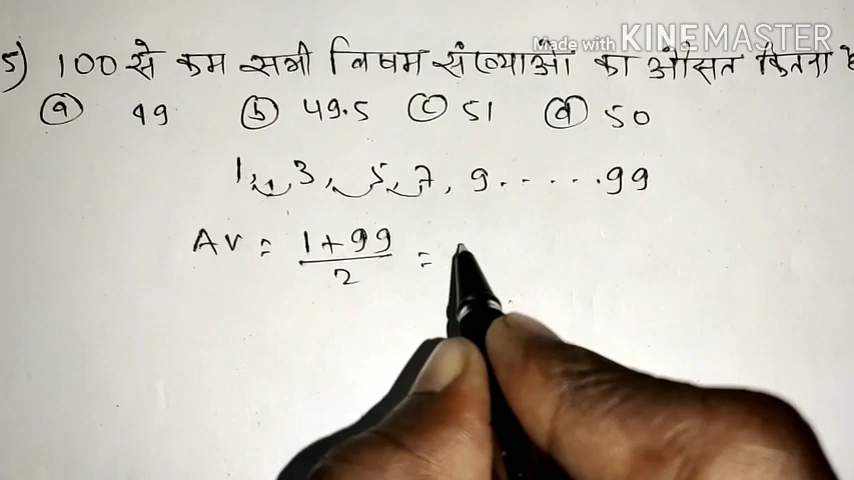 Made with KINEMASTER
5) 100 से कम सभी विषम संख्याओं का औसत कितना है
(a) 49 (b) 49.5 (c) 51 (d) 50
1, 3, 5, 7, 9.......99
Av = 1+99/2 =